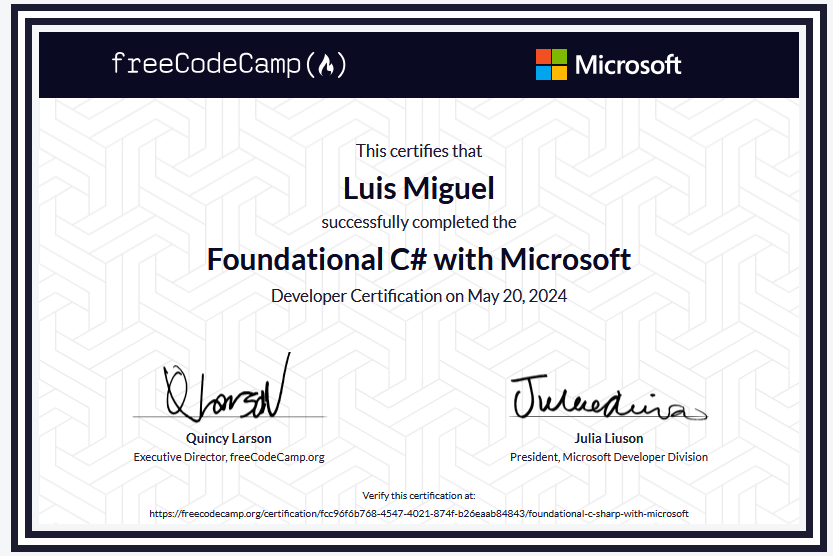 freeCodeCamp(🔥)
Microsoft
This certifies that
Luis Miguel
successfully completed the
Foundational C# with Microsoft
Developer Certification on May 20, 2024
Quincy Larson
Executive Director, freeCodeCamp.org
Julia Liuson
President, Microsoft Developer Division
Verify this certification at:
https://freecodecamp.org/certification/fcc96f6b768-4547-4021-874f-b26eaab84843/foundational-c-sharp-with-microsoft